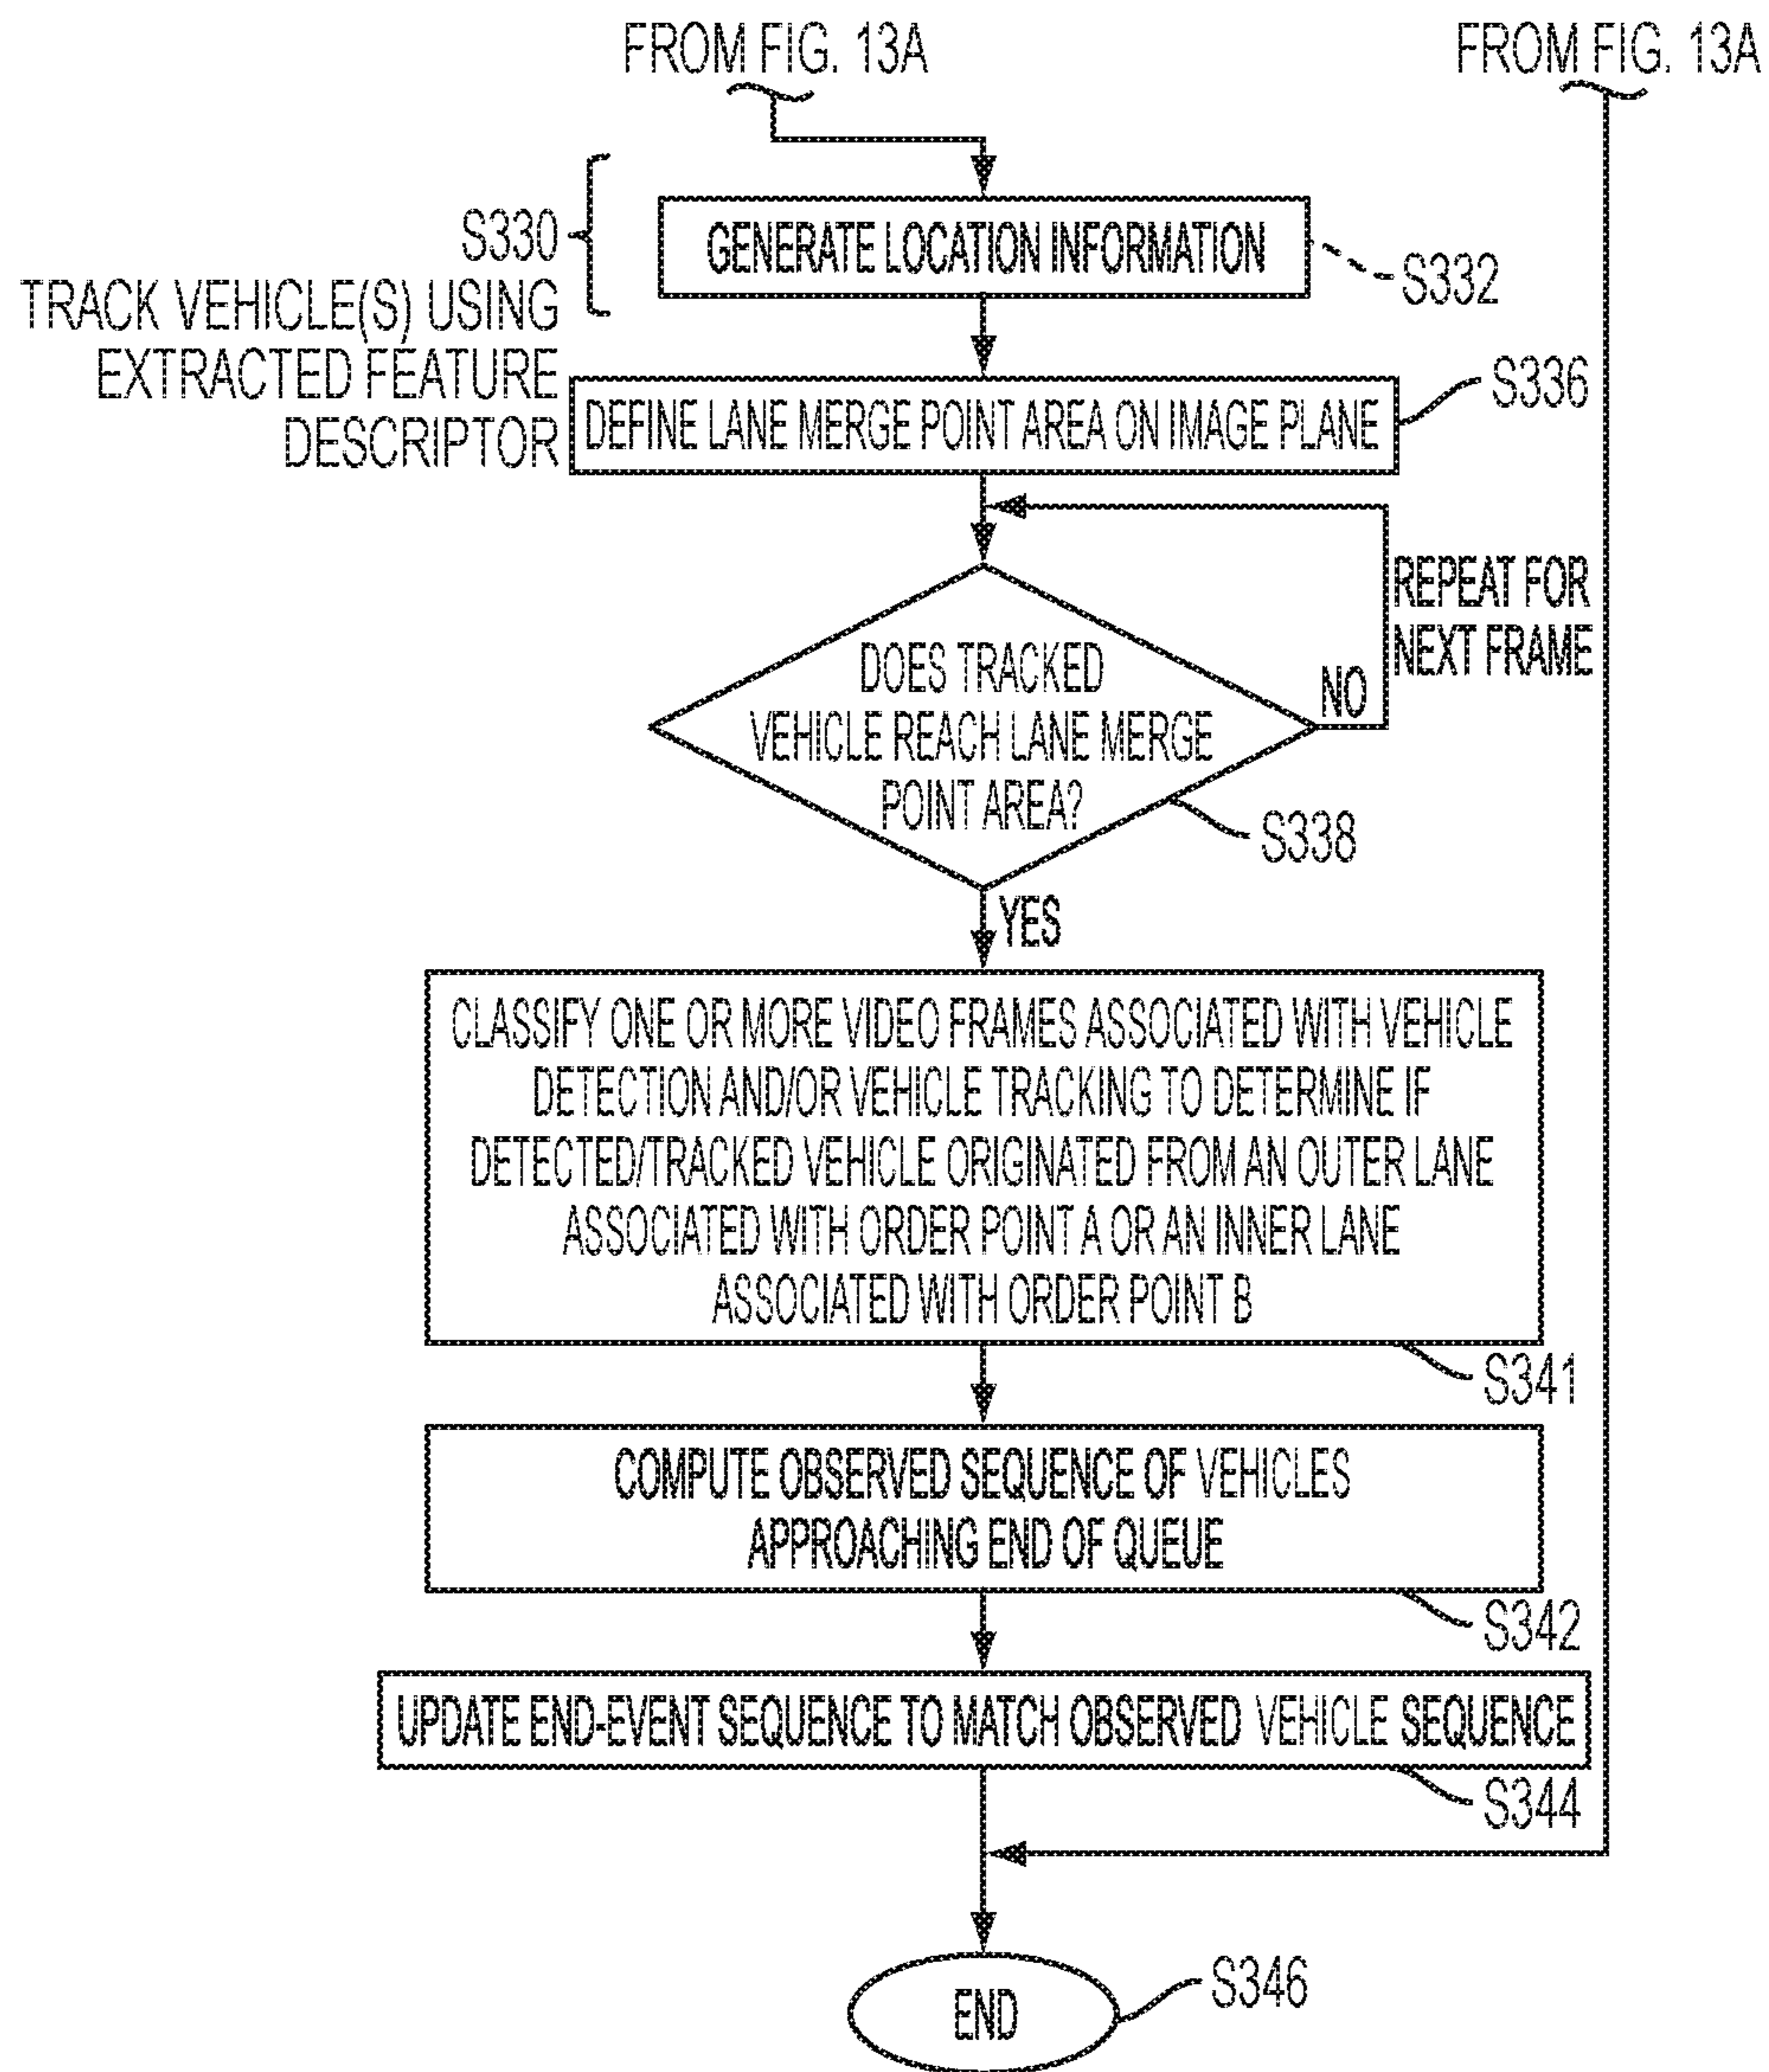 FROM FIG. 13A
FROM FIG. 13A
S330
TRACK VEHICLE(S) USING
EXTRACTED FEATURE
DESCRIPTOR
GENERATE LOCATION INFORMATION
S332
DEFINE LANE MERGE POINT AREA ON IMAGE PLANE
S336
REPEAT FOR
NEXT FRAME
NO
DOES TRACKED
VEHICLE REACH LANE MERGE
POINT AREA?
S338
YES
CLASSIFY ONE OR MORE VIDEO FRAMES ASSOCIATED WITH VEHICLE
DETECTION AND/OR VEHICLE TRACKING TO DETERMINE IF
DETECTED/TRACKED VEHICLE ORIGINATED FROM AN OUTER LANE
ASSOCIATED WITH ORDER POINT A OR AN INNER LANE
ASSOCIATED WITH ORDER POINT B
S341
COMPUTE OBSERVED SEQUENCE OF VEHICLES
APPROACHING END OF QUEUE
S342
UPDATE END-EVENT SEQUENCE TO MATCH OBSERVED VEHICLE SEQUENCE
S344
END
S346